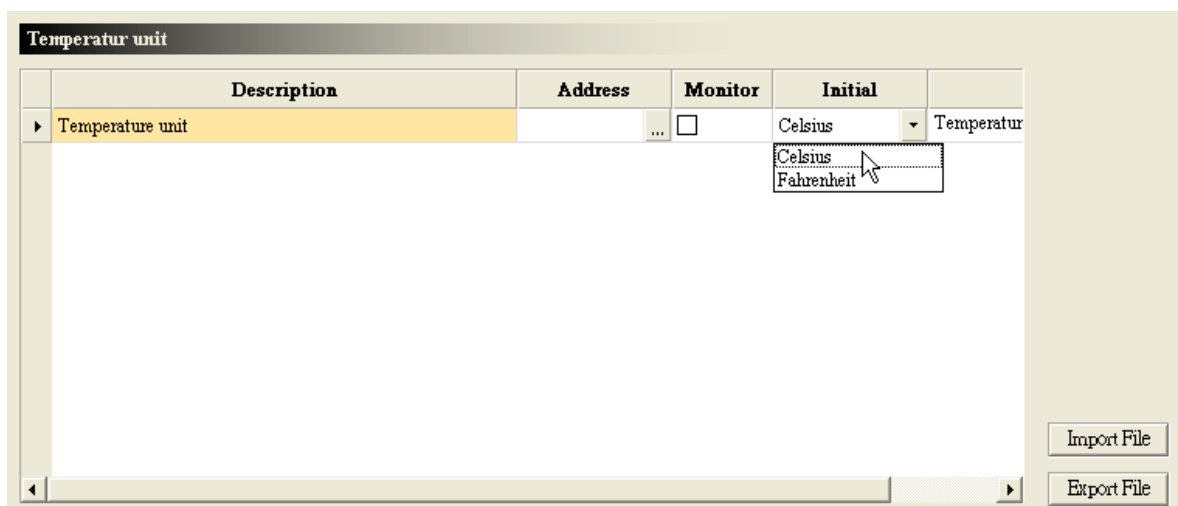 Temperatur unit
Description Address Monitor Initial
Temperature unit ... Celsius Temperatur
Celsius
Fahrenheit
Import File
Export File